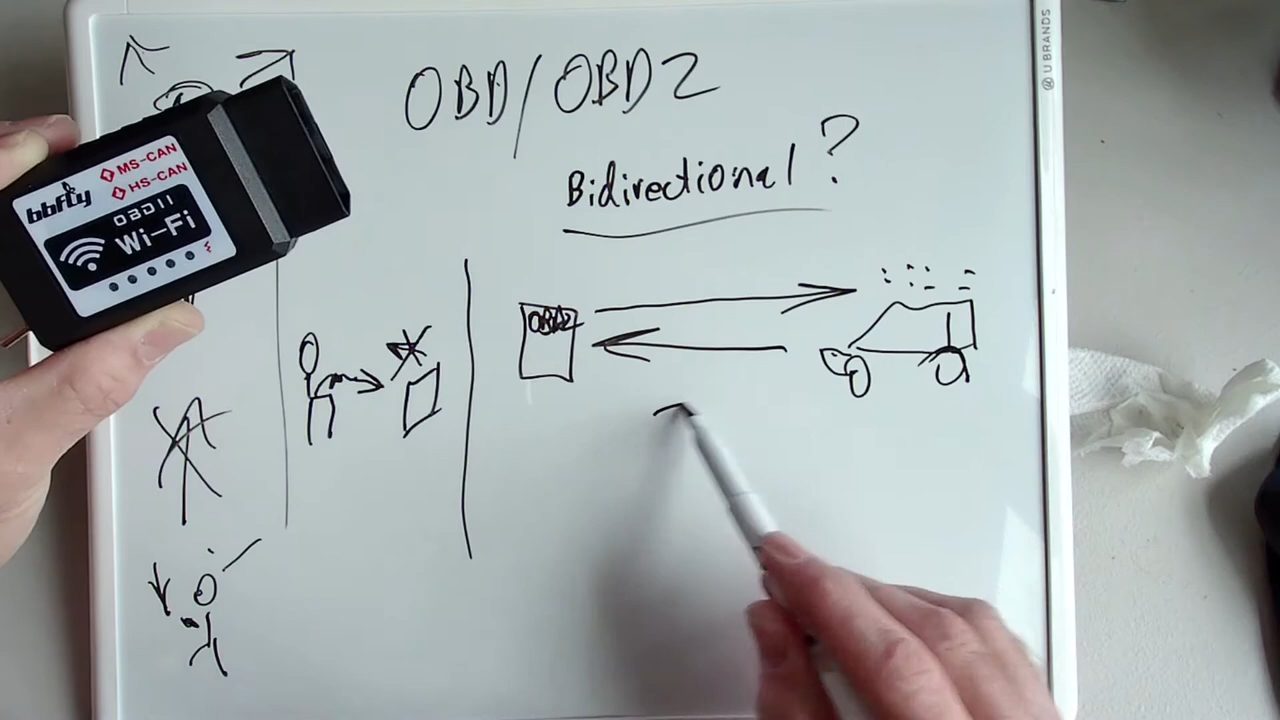 OBD/OBD2
Bidirectional?
OBD2
bbfly
MS-CAN
HS-CAN
OBDII
Wi-Fi
U BRANDS